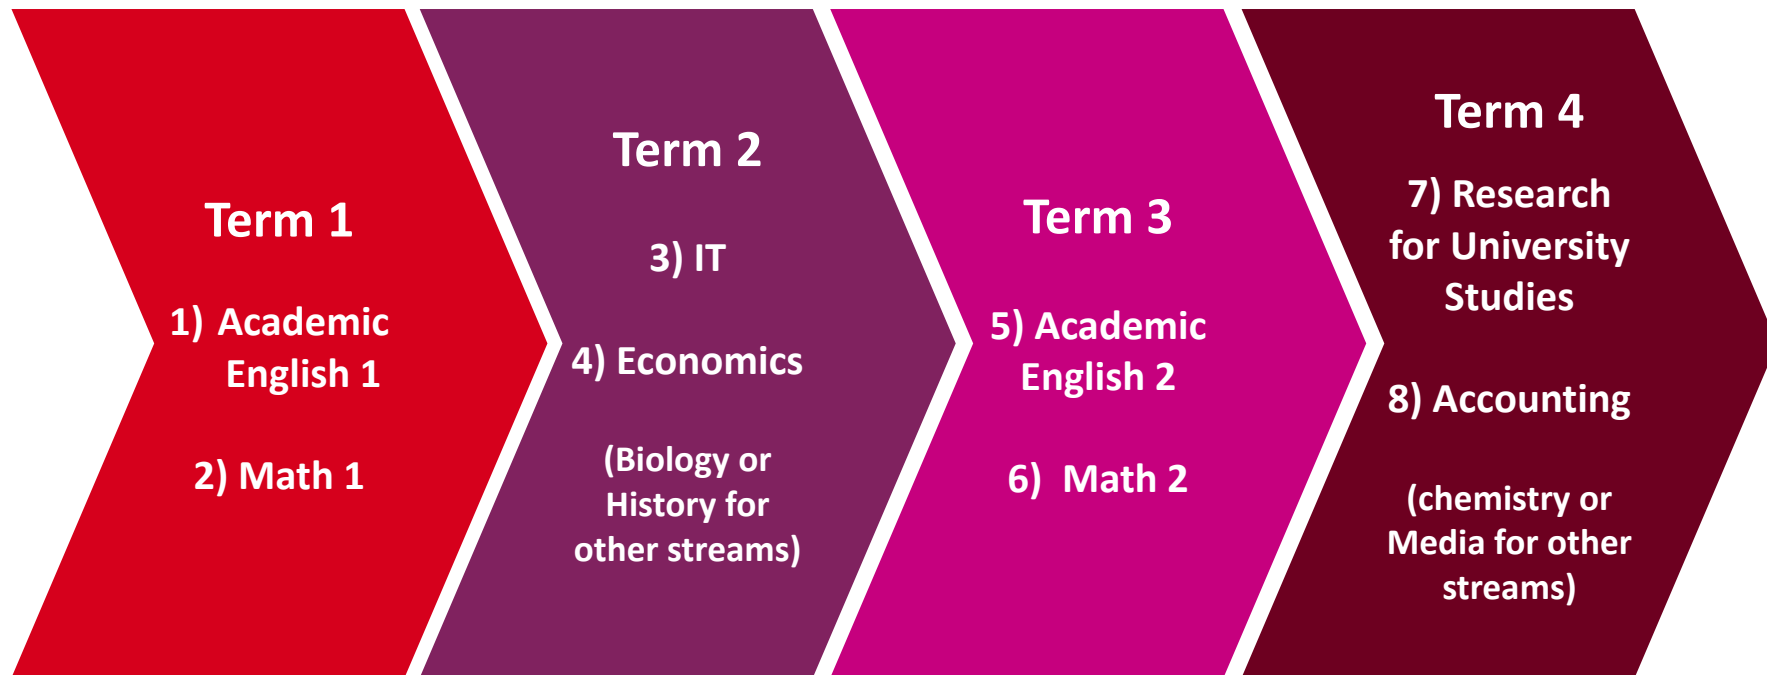 Term 1
1) Academic
English 1
2) Math 1
Term 2
3) IT
4) Economics
(Biology or
History for
other streams)
Term 3
5) Academic
English 2
6) Math 2
Term 4
7) Research
for University
Studies
8) Accounting
(chemistry or
Media for other
streams)